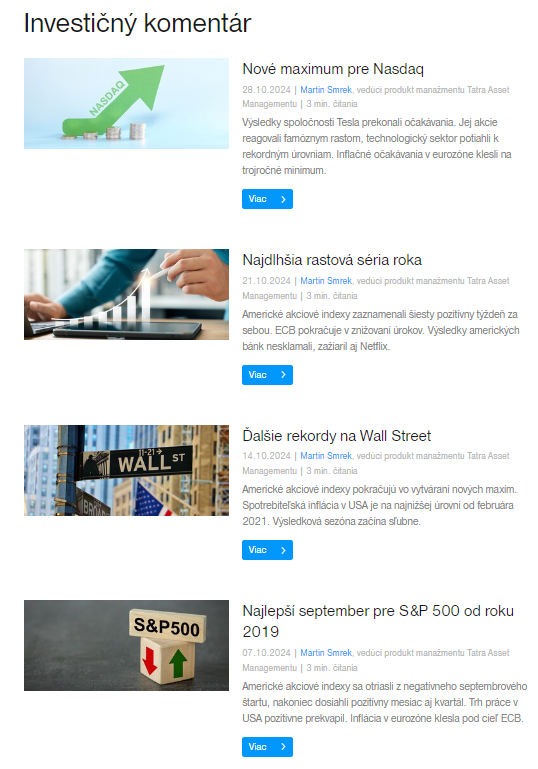 Investičný komentár
NASDAQ
Nové maximum pre Nasdaq
28.10.2024 | Martin Smrek, vedúci produkt manažmentu Tatra Asset
Managementu | 3 min. čítania
Výsledky spoločnosti Tesla prekonali očakávania. Jej akcie
reagovali famóznym rastom, technologický sektor potiahli k
rekordným úrovniam. Inflačné očakávania v eurozóne klesli na
trojročné minimum.
Viac
Najdlhšia rastová séria roka
21.10.2024 | Martin Smrek, vedúci produkt manažmentu Tatra Asset
Managementu | 3 min. čítania
Americké akciové indexy zaznamenali šiesty pozitívny týždeň za
sebou. ECB pokračuje v znižovaní úrokov. Výsledky amerických
bánk nesklamali, zažiaril aj Netflix.
Viac
11-21
WALL ST
BROAD
Ďalšie rekordy na Wall Street
14.10.2024 | Martin Smrek, vedúci produkt manažmentu Tatra Asset
Managementu | 3 min. čítania
Americké akciové indexy pokračujú vo vytváraní nových maxím.
Spotrebiteľská inflácia v USA je na najnižšej úrovni od februára
2021. Výsledková sezóna začína sľubne.
Viac
S&P500
Najlepší september pre S&P 500 od roku
2019
07.10.2024 | Martin Smrek, vedúci produkt manažmentu Tatra Asset
Managementu | 3 min. čítania
Americké akciové indexy sa otriasli z negatívneho septembrového
štartu, nakoniec dosiahli pozitívny mesiac aj kvartál. Trh práce v
USA pozitívne prekvapil. Inflácia v eurozóne klesla pod cieľ ECB.
Viac